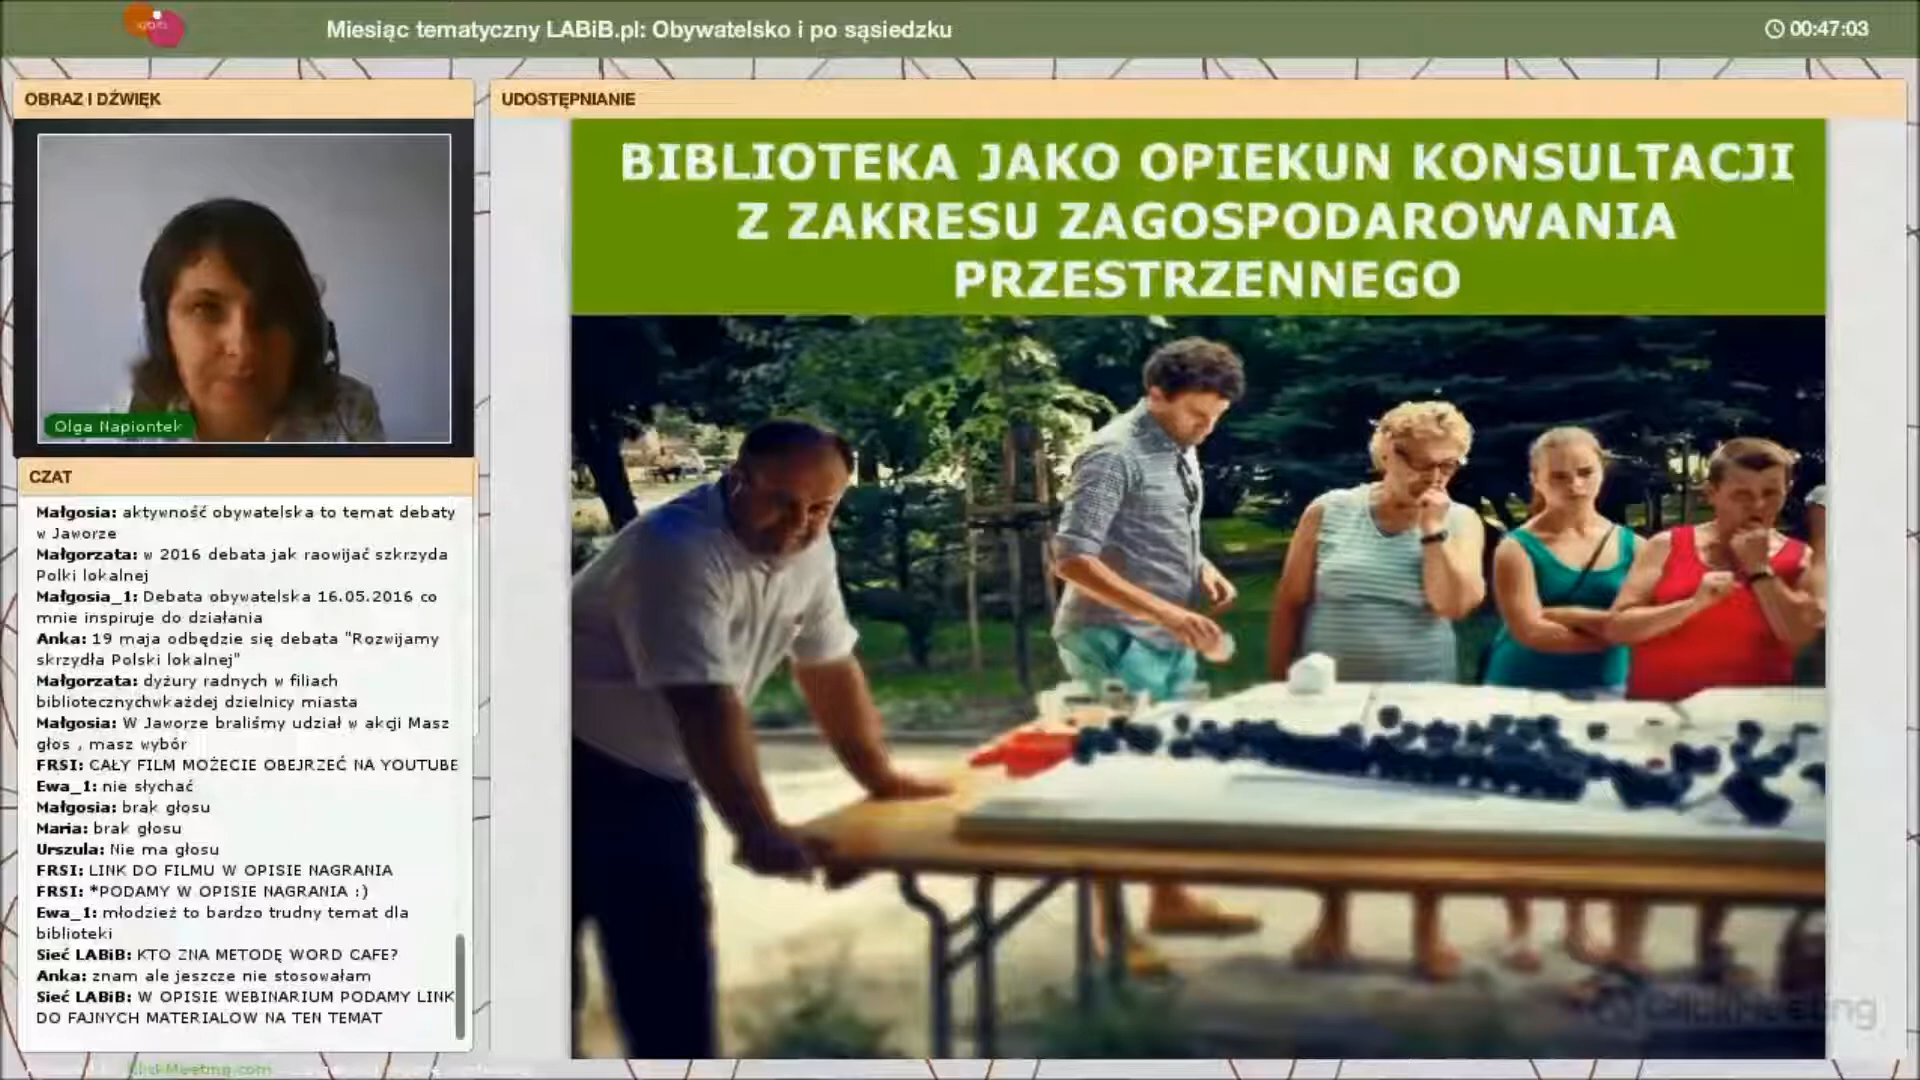 Miesiąc tematyczny LABiB.pl: Obywatelsko i po sąsiedzku
00:47:03
OBRAZ I DŹWIĘK
Olga Napiontek
CZAT
Małgosia: aktywność obywatelska to temat debaty
w Jaworze
Małgorzata: w 2016 debata jak raowijać szkrzyda
Polki lokalnej
Małgosia_1: Debata obywatelska 16.05.2016 co
mnie inspiruje do działania
Anka: 19 maja odbędzie się debata "Rozwijamy
skrzydła Polski lokalnej"
Małgorzata: dyżury radnych w filiach
bibliotecznychwkażdej dzielnicy miasta
Małgosia: W Jaworze braliśmy udział w akcji Masz
głos , masz wybór
FRSI: CAŁY FILM MOŻECIE OBEJRZEĆ NA YOUTUBE
Ewa_1: nie słychać
Małgosia: brak głosu
Maria: brak głosu
Urszula: Nie ma głosu
FRSI: LINK DO FILMU W OPISIE NAGRANIA
FRSI: *PODAMY W OPISIE NAGRANIA :)
Ewa_1: młodzież to bardzo trudny temat dla
biblioteki
Sieć LABiB: KTO ZNA METODĘ WORD CAFE?
Anka: znam ale jeszcze nie stosowałam
Sieć LABiB: W OPISIE WEBINARIUM PODAMY LINK
DO FAJNYCH MATERIALOW NA TEN TEMAT
UDOSTĘPNIANIE
BIBLIOTEKA JAKO OPIEKUN KONSULTACJI
Z ZAKRESU ZAGOSPODAROWANIA
PRZESTRZENNEGO
ClickMeeting
ClickMeeting.com